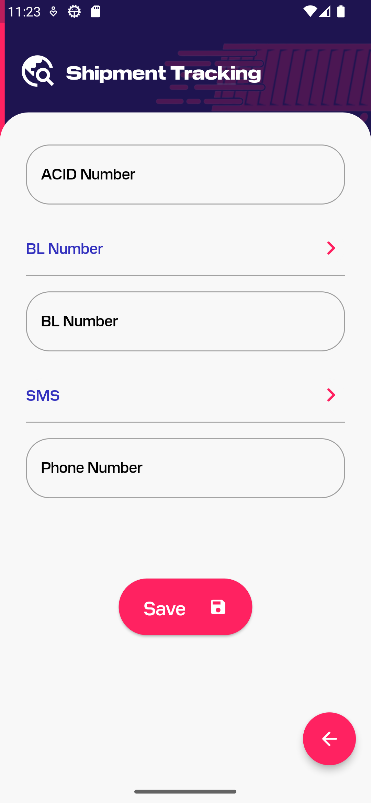 11:23
Shipment Tracking
ACID Number
BL Number
BL Number
SMS
Phone Number
Save